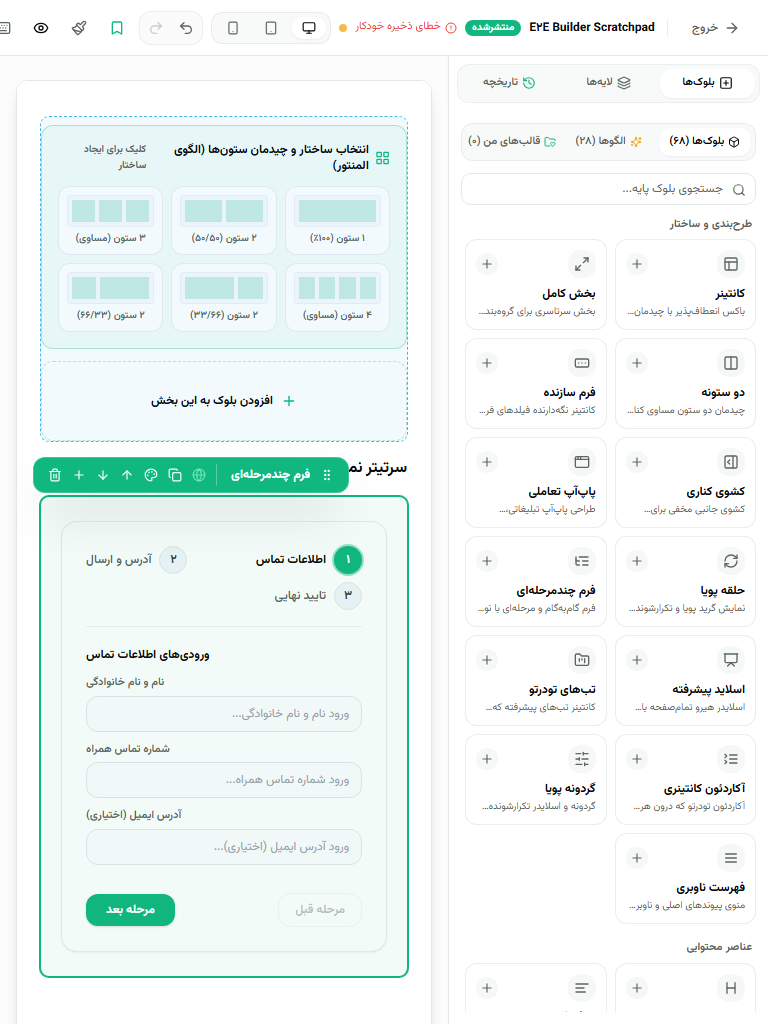 خروج
E۲E Builder Scratchpad
منتشرشده
خطای ذخیره خودکار
بلوک‌ها
لایه‌ها
تاریخچه
بلوک‌ها (۶۸)
الگوها (۲۸)
قالب‌های من (۰)
جستجوی بلوک پایه...
طرح‌بندی و ساختار
کانتینر
باکس انعطاف‌پذیر با چیدمان...
بخش کامل
بخش سرتاسری برای گروه‌بند...
دو ستونه
چیدمان دو ستون مساوی کنا...
فرم سازنده
کانتینر نگه‌دارنده فیلدهای فر...
کشوی کناری
کشوی جانبی مخفی برای...
پاپ‌آپ تعاملی
طراحی پاپ‌آپ تبلیغاتی،...
حلقه پویا
نمایش گرید پویا و تکرارشوند...
فرم چندمرحله‌ای
فرم گام‌به‌گام و مرحله‌ای با نو...
اسلاید پیشرفته
اسلایدر هیرو تمام‌صفحه با...
تب‌های تودرتو
کانتینر تب‌های پیشرفته که...
آکاردئون کانتینری
آکاردئون تودرتو که درون هر...
گردونه پویا
گردونه و اسلایدر تکرارشونده...
فهرست ناوبری
منوی پیوندهای اصلی و ناوبر...
عناصر محتوایی
انتخاب ساختار و چیدمان ستون‌ها (الگوی
المنتور)
کلیک برای ایجاد
ساختار
۱ ستون (۱۰۰٪)
۲ ستون (۵۰/۵۰)
۳ ستون (مساوی)
۴ ستون (مساوی)
۲ ستون (۳۳/۶۶)
۲ ستون (۶۶/۳۳)
افزودن بلوک به این بخش
سرتیتر نم
فرم چندمرحله‌ای
۱ اطلاعات تماس
۲ آدرس و ارسال
۳ تایید نهایی
ورودی‌های اطلاعات تماس
نام و نام خانوادگی
ورود نام و نام خانوادگی...
شماره تماس همراه
ورود شماره تماس همراه...
آدرس ایمیل (اختیاری)
ورود آدرس ایمیل (اختیاری)...
مرحله قبل
مرحله بعد